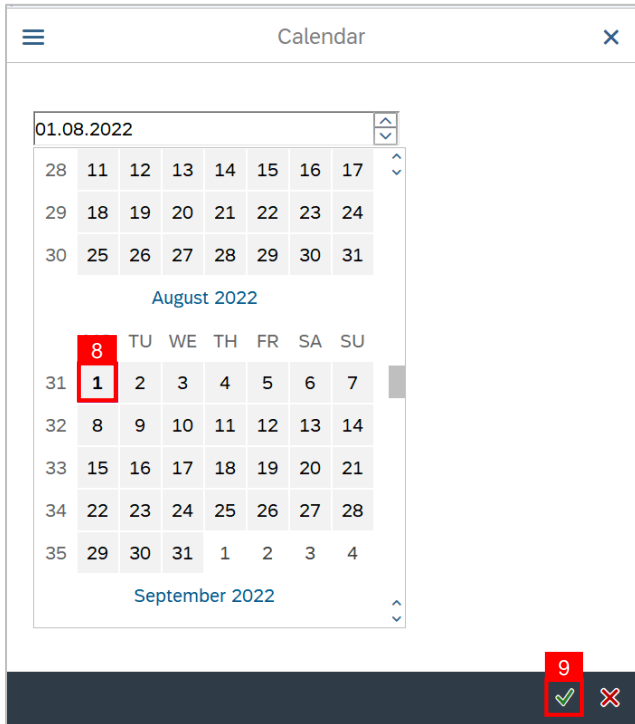 Calendar
01.08.2022
28 11 12 13 14 15 16 17
29 18 19 20 21 22 23 24
30 25 26 27 28 29 30 31
August 2022
8 TU WE TH FR SA SU
31 1 2 3 4 5 6 7
32 8 9 10 11 12 13 14
33 15 16 17 18 19 20 21
34 22 23 24 25 26 27 28
35 29 30 31 1 2 3 4
September 2022
9